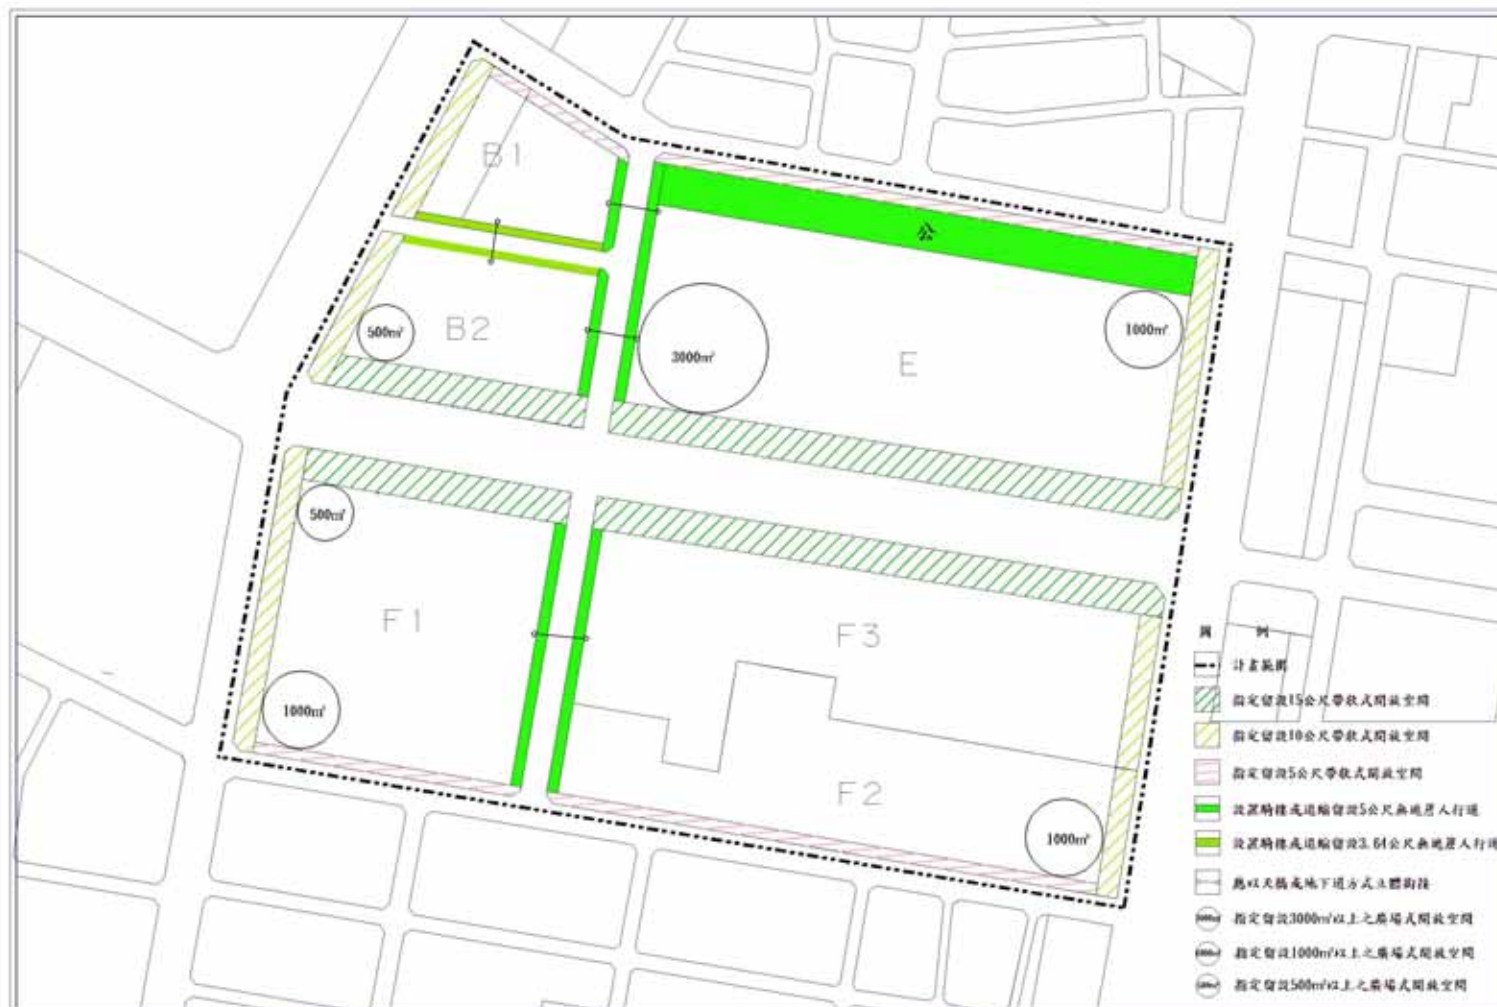 B1
公
500㎡
B2
3000㎡
E
1000㎡
500㎡
F1
F3
1000㎡
F2
1000㎡
圖 例
計畫範圍
指定留設15公尺帶狀式開放空間
指定留設10公尺帶狀式開放空間
指定留設5公尺帶狀式開放空間
設置騎樓或退縮留設5公尺無遮簷人行道
設置騎樓或退縮留設3.64公尺無遮簷人行道
應以天橋或地下道方式立體銜接
指定留設3000㎡以上之廣場式開放空間
指定留設1000㎡以上之廣場式開放空間
指定留設500㎡以上之廣場式開放空間